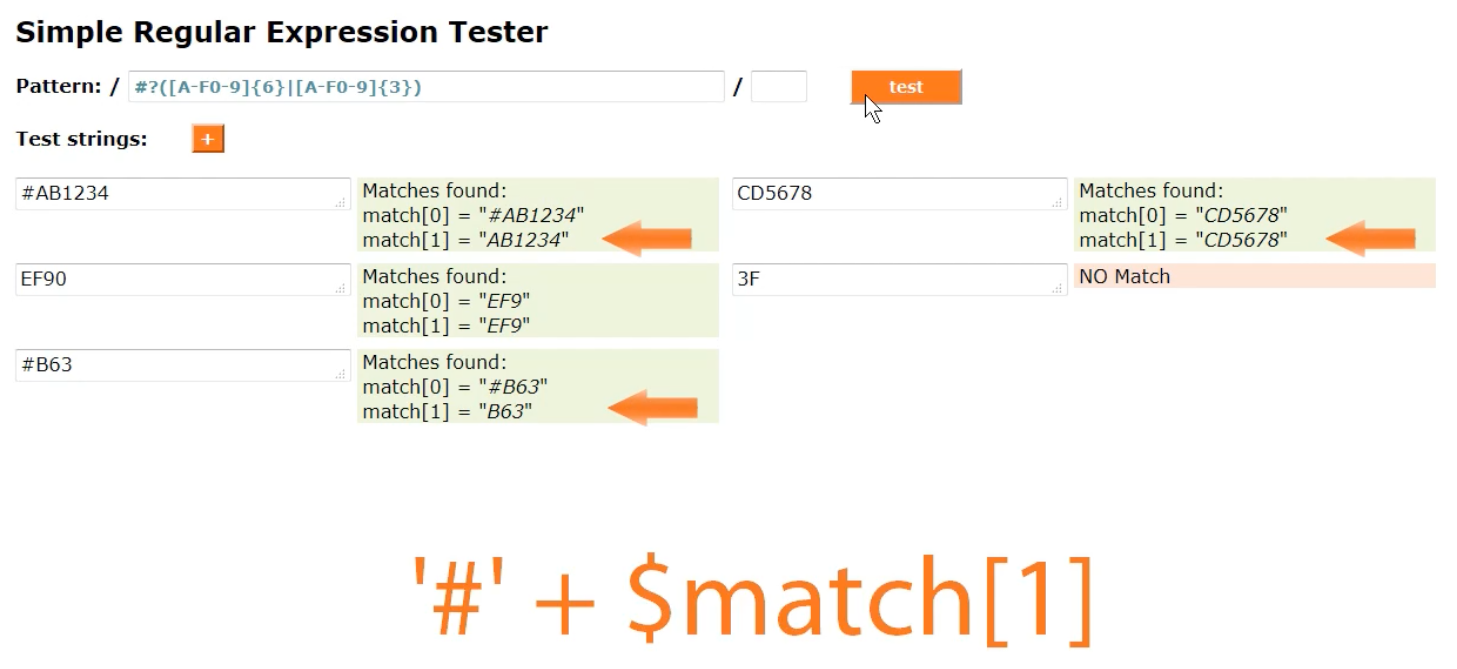 Simple Regular Expression Tester
Pattern: / #?([A-F0-9]{6}|[A-F0-9]{3}) / test
Test strings: +
#AB1234
Matches found:
match[0] = "#AB1234"
match[1] = "AB1234"
CD5678
Matches found:
match[0] = "CD5678"
match[1] = "CD5678"
EF90
Matches found:
match[0] = "EF9"
match[1] = "EF9"
3F
NO Match
#B63
Matches found:
match[0] = "#B63"
match[1] = "B63"
'#' + $match[1]